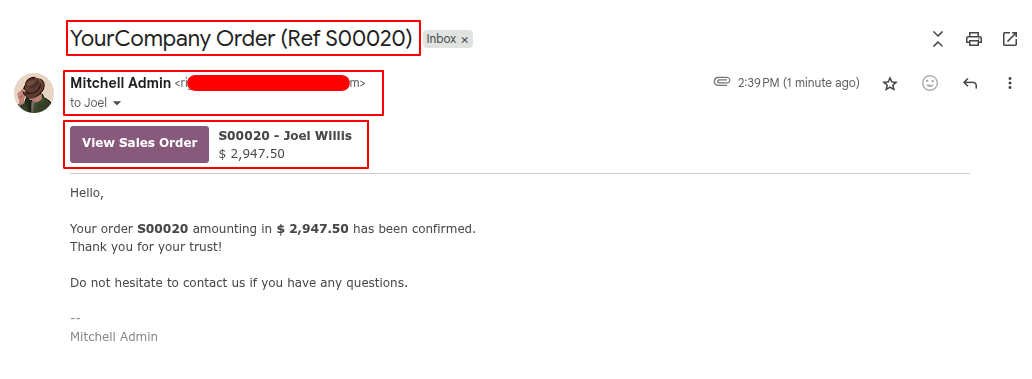 YourCompany Order (Ref S00020) Inbox ×
Mitchell Admin <ri m> 2:39 PM (1 minute ago)
to Joel
View Sales Order
S00020 - Joel Willis
$ 2,947.50
Hello,
Your order S00020 amounting in $ 2,947.50 has been confirmed.
Thank you for your trust!
Do not hesitate to contact us if you have any questions.
--
Mitchell Admin